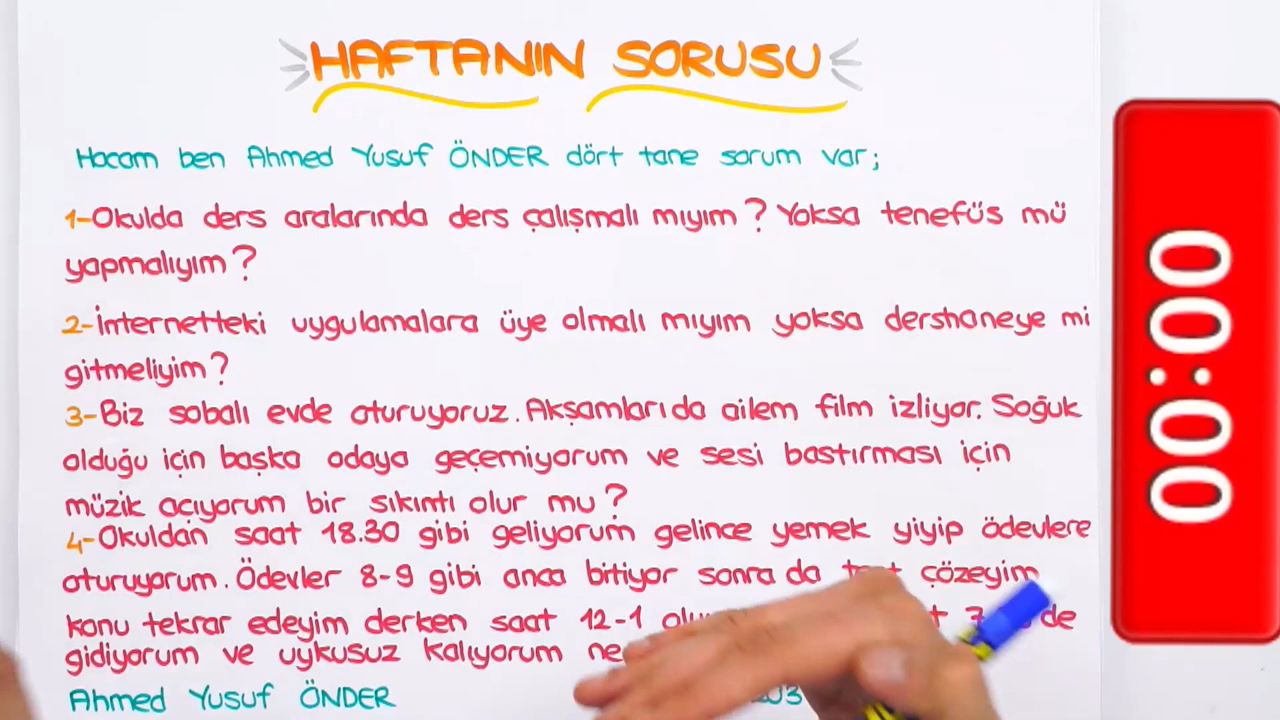 HAFTANIN SORUSU
Hocam ben Ahmed Yusuf ÖNDER dört tane sorum var;
1-Okulda ders aralarında ders çalışmalı mıyım? Yoksa tenefüs mü
yapmalıyım?
2-İnternetteki uygulamalara üye olmalı mıyım yoksa dershaneye mi
gitmeliyim?
3-Biz sobalı evde oturuyoruz. Akşamları da ailem film izliyor. Soğuk
olduğu için başka odaya geçemiyorum ve sesi bastırması için
müzik açıyorum bir sıkıntı olur mu?
4-Okuldan saat 18.30 gibi geliyorum gelince yemek yiyip ödevlere
oturuyorum. Ödevler 8-9 gibi anca bitiyor sonra da çözeyim
konu tekrar edeyim derken saat 12-1 7 de
gidiyorum ve uykusuz kalıyorum
Ahmed Yusuf ÖNDER
00:00